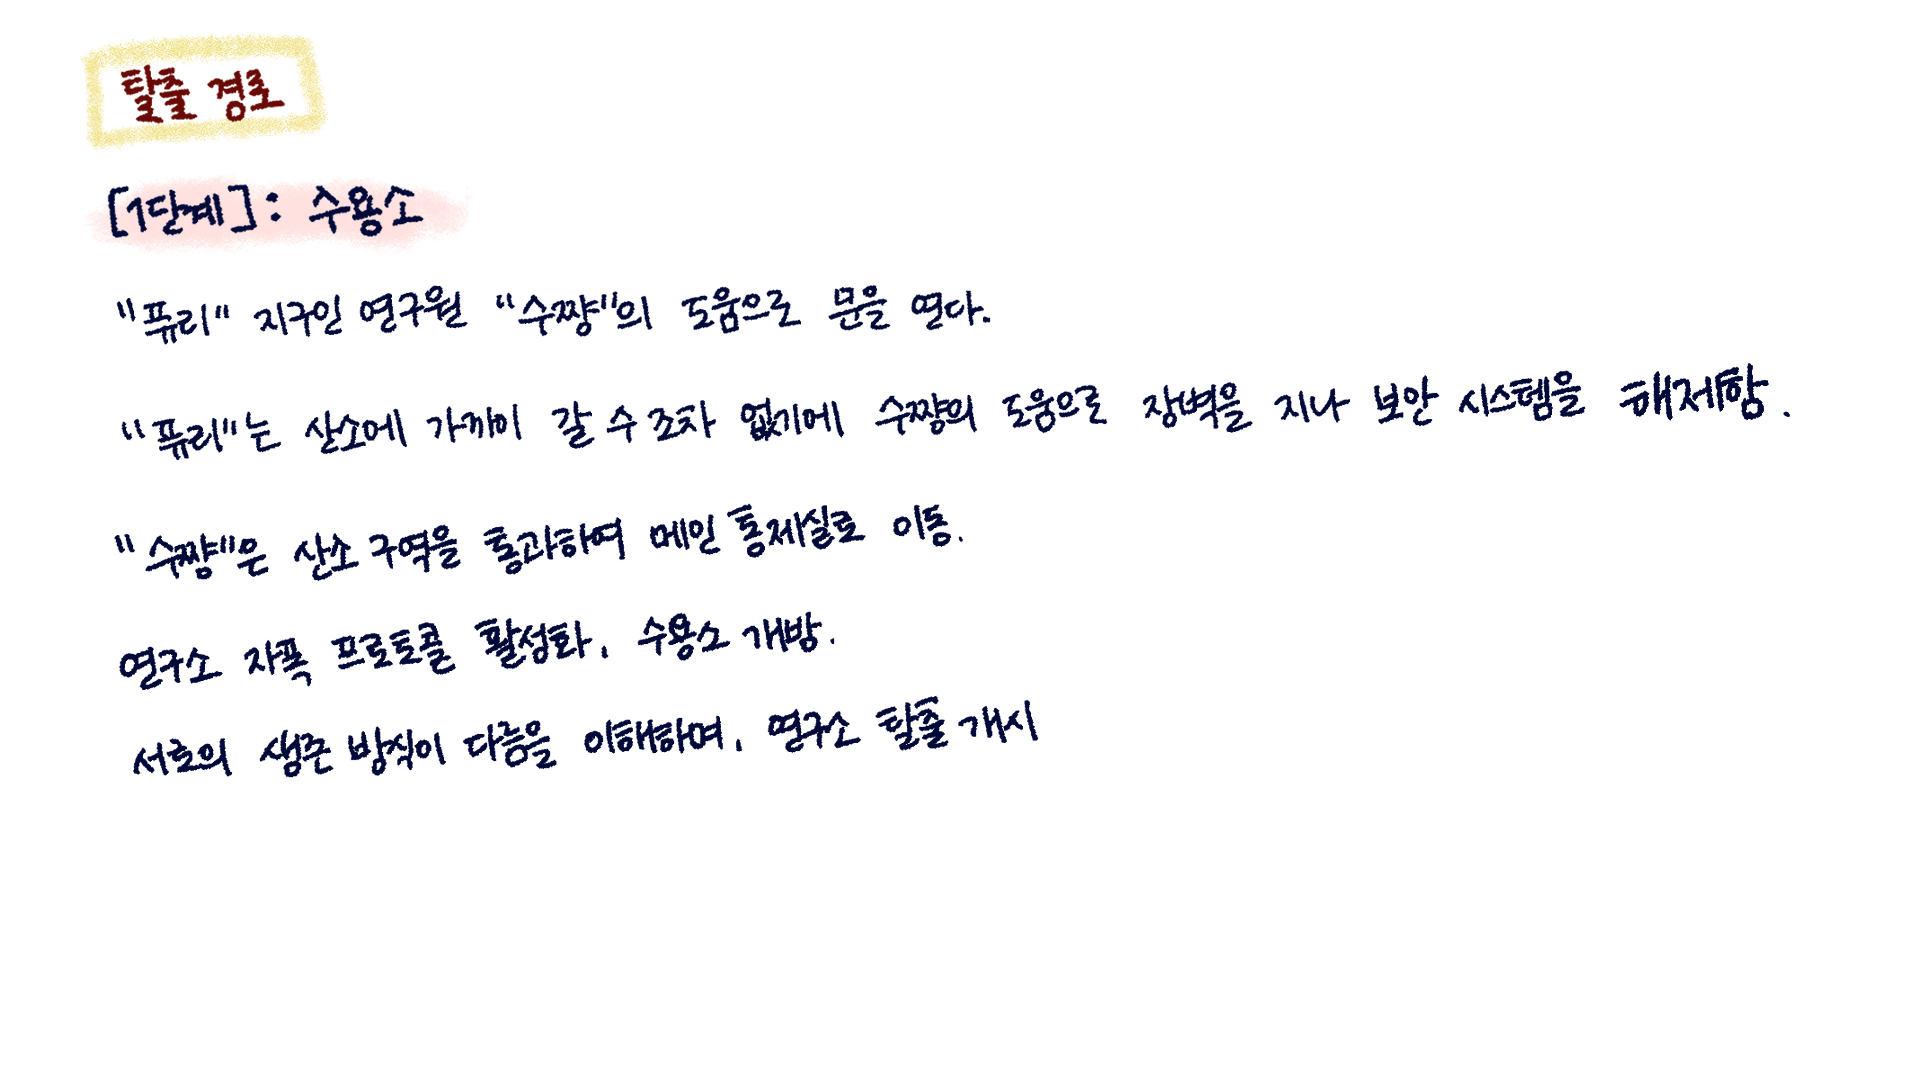 탈출 경로
[1단계] : 수용소
"퓨리" 지구인 연구원 "수쨩"의 도움으로 문을 연다.
"퓨리"는 산소에 가까이 갈 수 조차 없기에 수쨩의 도움으로 장벽을 지나 보안 시스템을 해제함.
"수쨩"은 산소 구역을 통과하여 메인 통제실로 이동.
연구소 자폭 프로토콜 활성화, 수용소 개방.
서로의 생존 방식이 다름을 이해하며, 연구소 탈출 개시